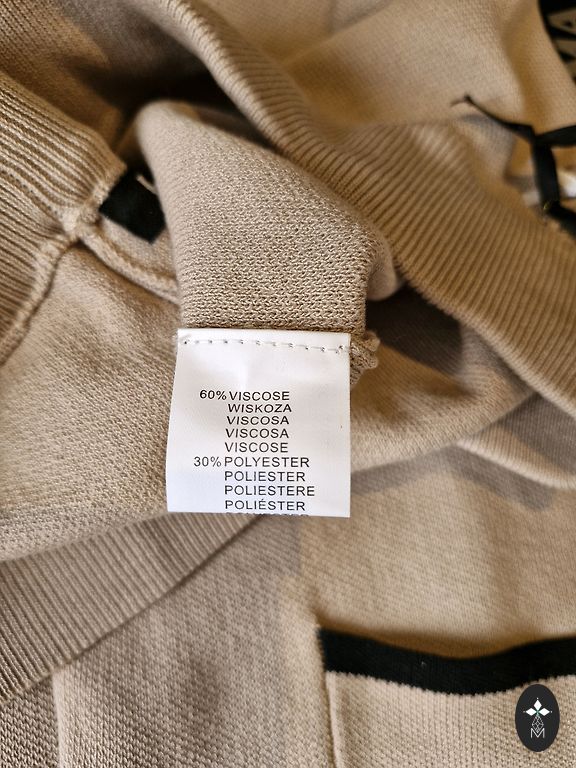 60% VISCOSE
WISKOZA
VISCOSA
VISCOSA
VISCOSE
30% POLYESTER
POLIESTER
POLIESTERE
POLIÉSTER
M